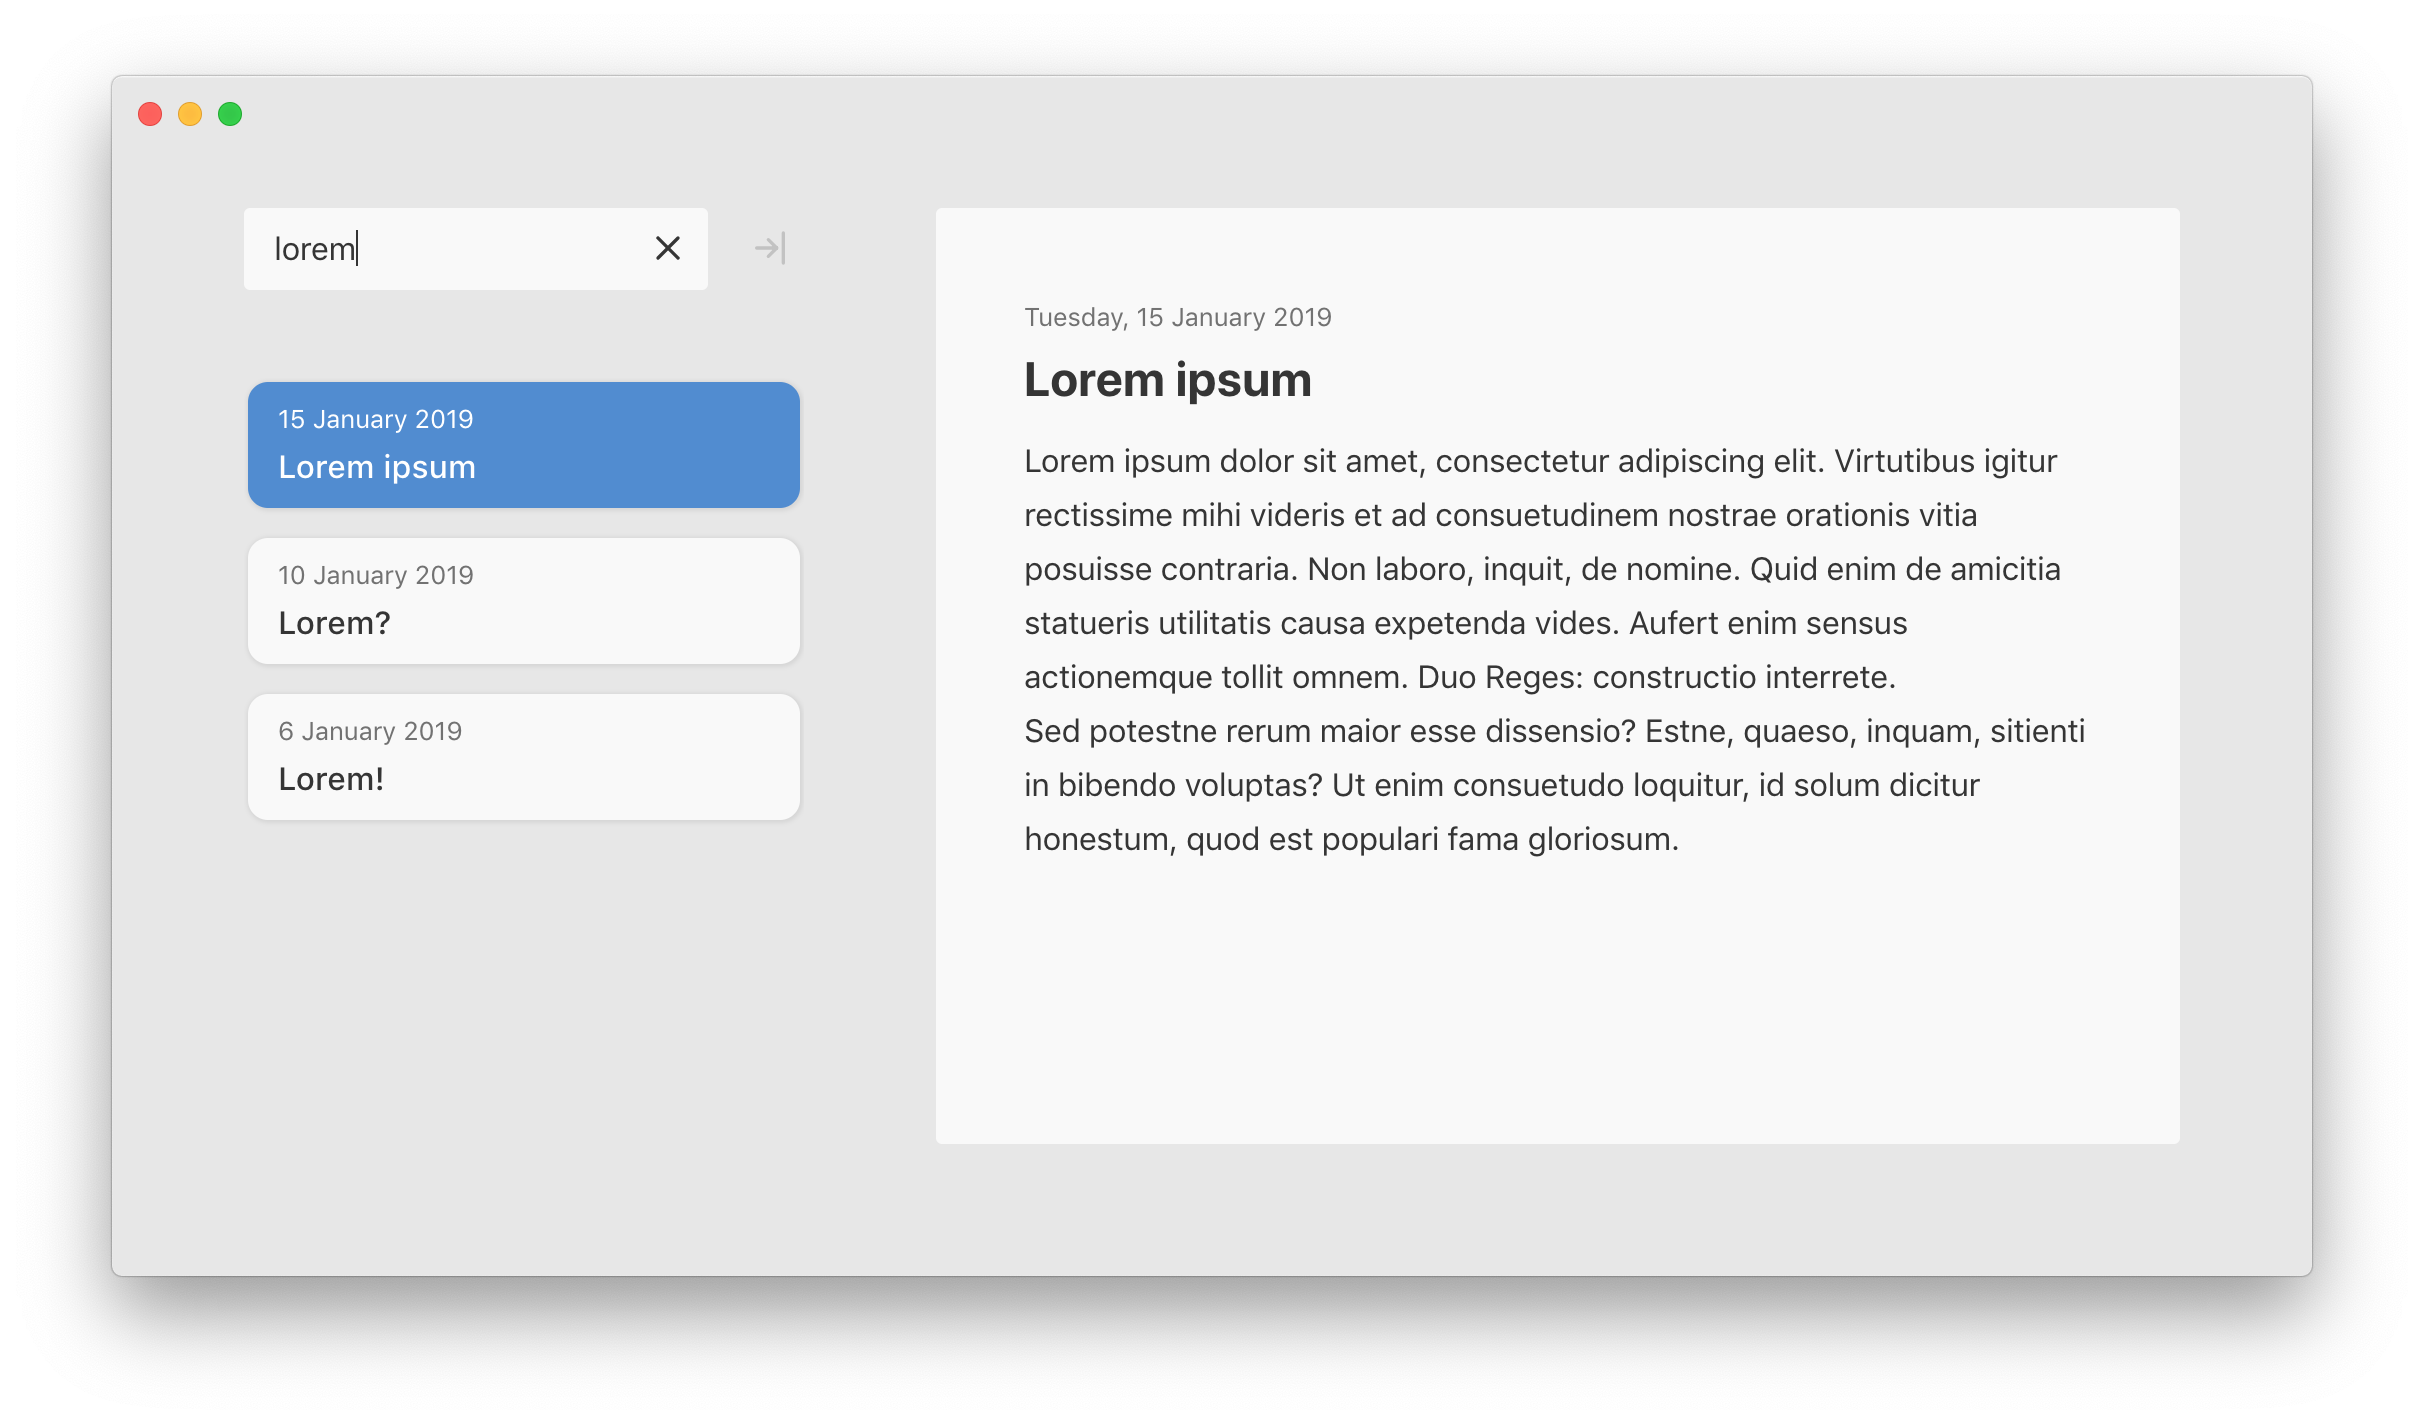 lorem
15 January 2019
Lorem ipsum
10 January 2019
Lorem?
6 January 2019
Lorem!
Tuesday, 15 January 2019
Lorem ipsum
Lorem ipsum dolor sit amet, consectetur adipiscing elit. Virtutibus igitur
rectissime mihi videris et ad consuetudinem nostrae orationis vitia
posuisse contraria. Non laboro, inquit, de nomine. Quid enim de amicitia
statueris utilitatis causa expetenda vides. Aufert enim sensus
actionemque tollit omnem. Duo Reges: constructio interrete.
Sed potestne rerum maior esse dissensio? Estne, quaeso, inquam, sitienti
in bibendo voluptas? Ut enim consuetudo loquitur, id solum dicitur
honestum, quod est populari fama gloriosum.